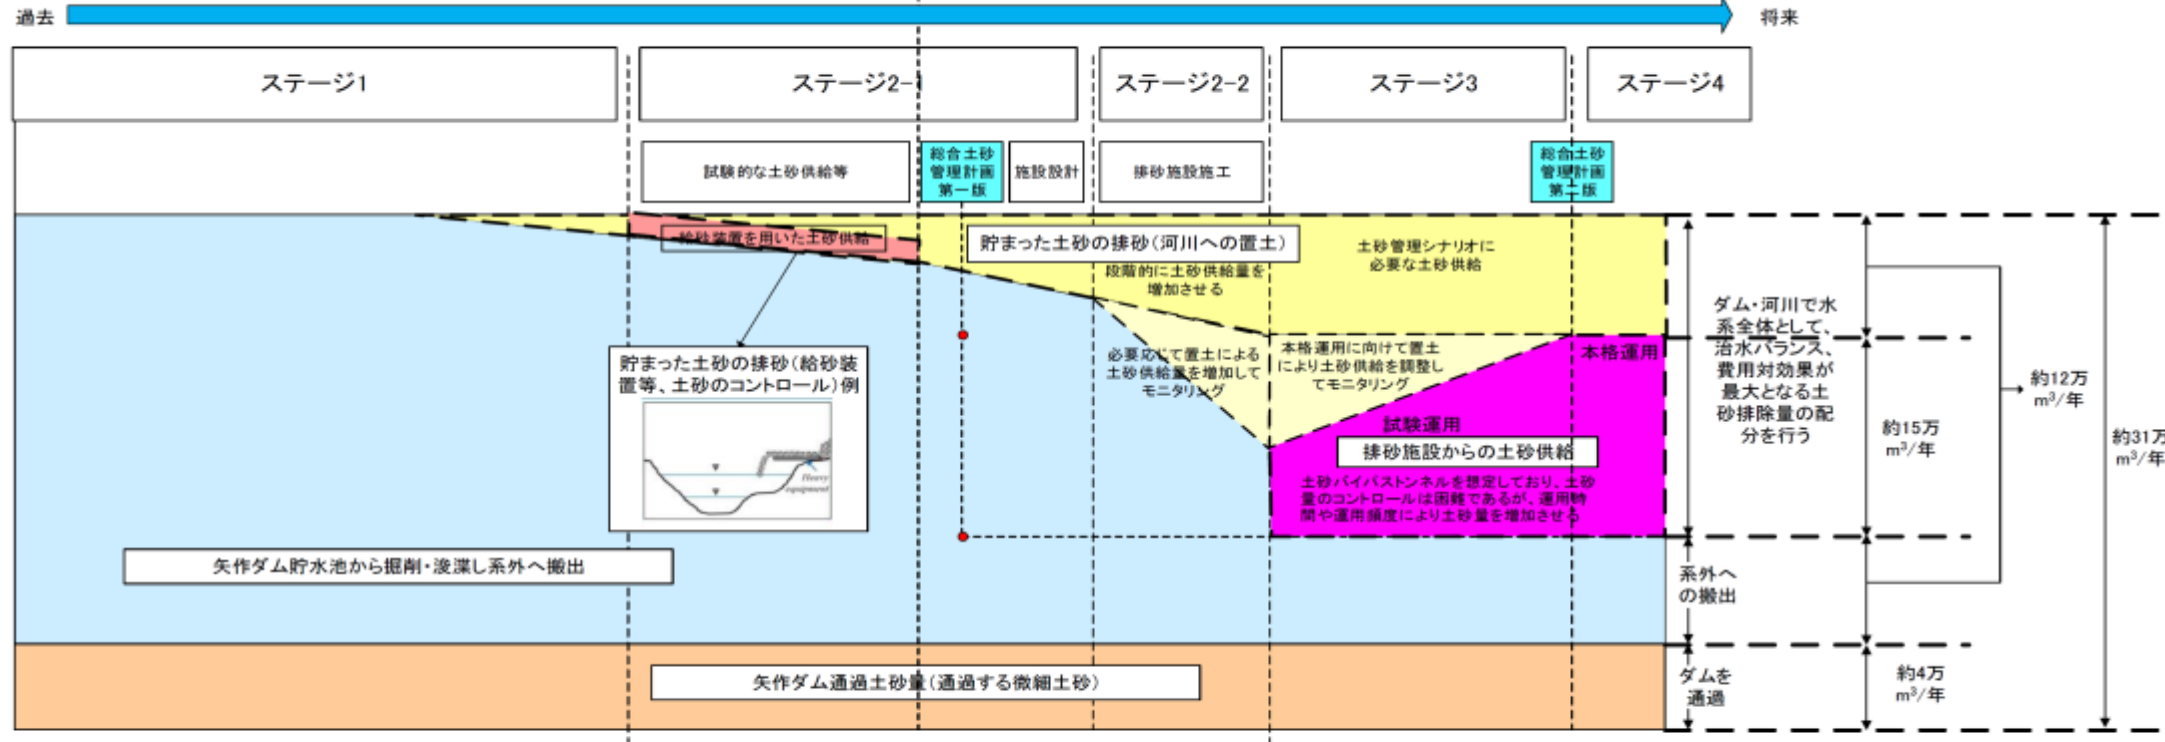 過去
将来
ステージ1
ステージ2-1
ステージ2-2
ステージ3
ステージ4
試験的な土砂供給等
総合土砂
管理計画
第一版
施設設計
排砂施設施工
総合土砂
管理計画
第二版
給砂装置を用いた土砂供給
貯まった土砂の排砂(河川への置土)
段階的に土砂供給量を
増加させる
土砂管理シナリオに
必要な土砂供給
貯まった土砂の排砂(給砂装
置等、土砂のコントロール)例
Heavy
equipment
必要応じて置土による
土砂供給量を増加して
モニタリング
本格運用に向けて置土
により土砂供給を調整し
てモニタリング
本格運用
試験運用
排砂施設からの土砂供給
土砂バイパストンネルを想定しており、土砂
量のコントロールは困難であるが、運用時
間や運用頻度により土砂量を増加させる
矢作ダム貯水池から掘削・浚渫し系外へ搬出
矢作ダム通過土砂量(通過する微細土砂)
ダム・河川で水
系全体として、
治水バランス、
費用対効果が
最大となる土
砂排除量の配
分を行う
系外へ
の搬出
ダムを
通過
約15万
m³/年
約4万
m³/年
約12万
m³/年
約31万
m³/年